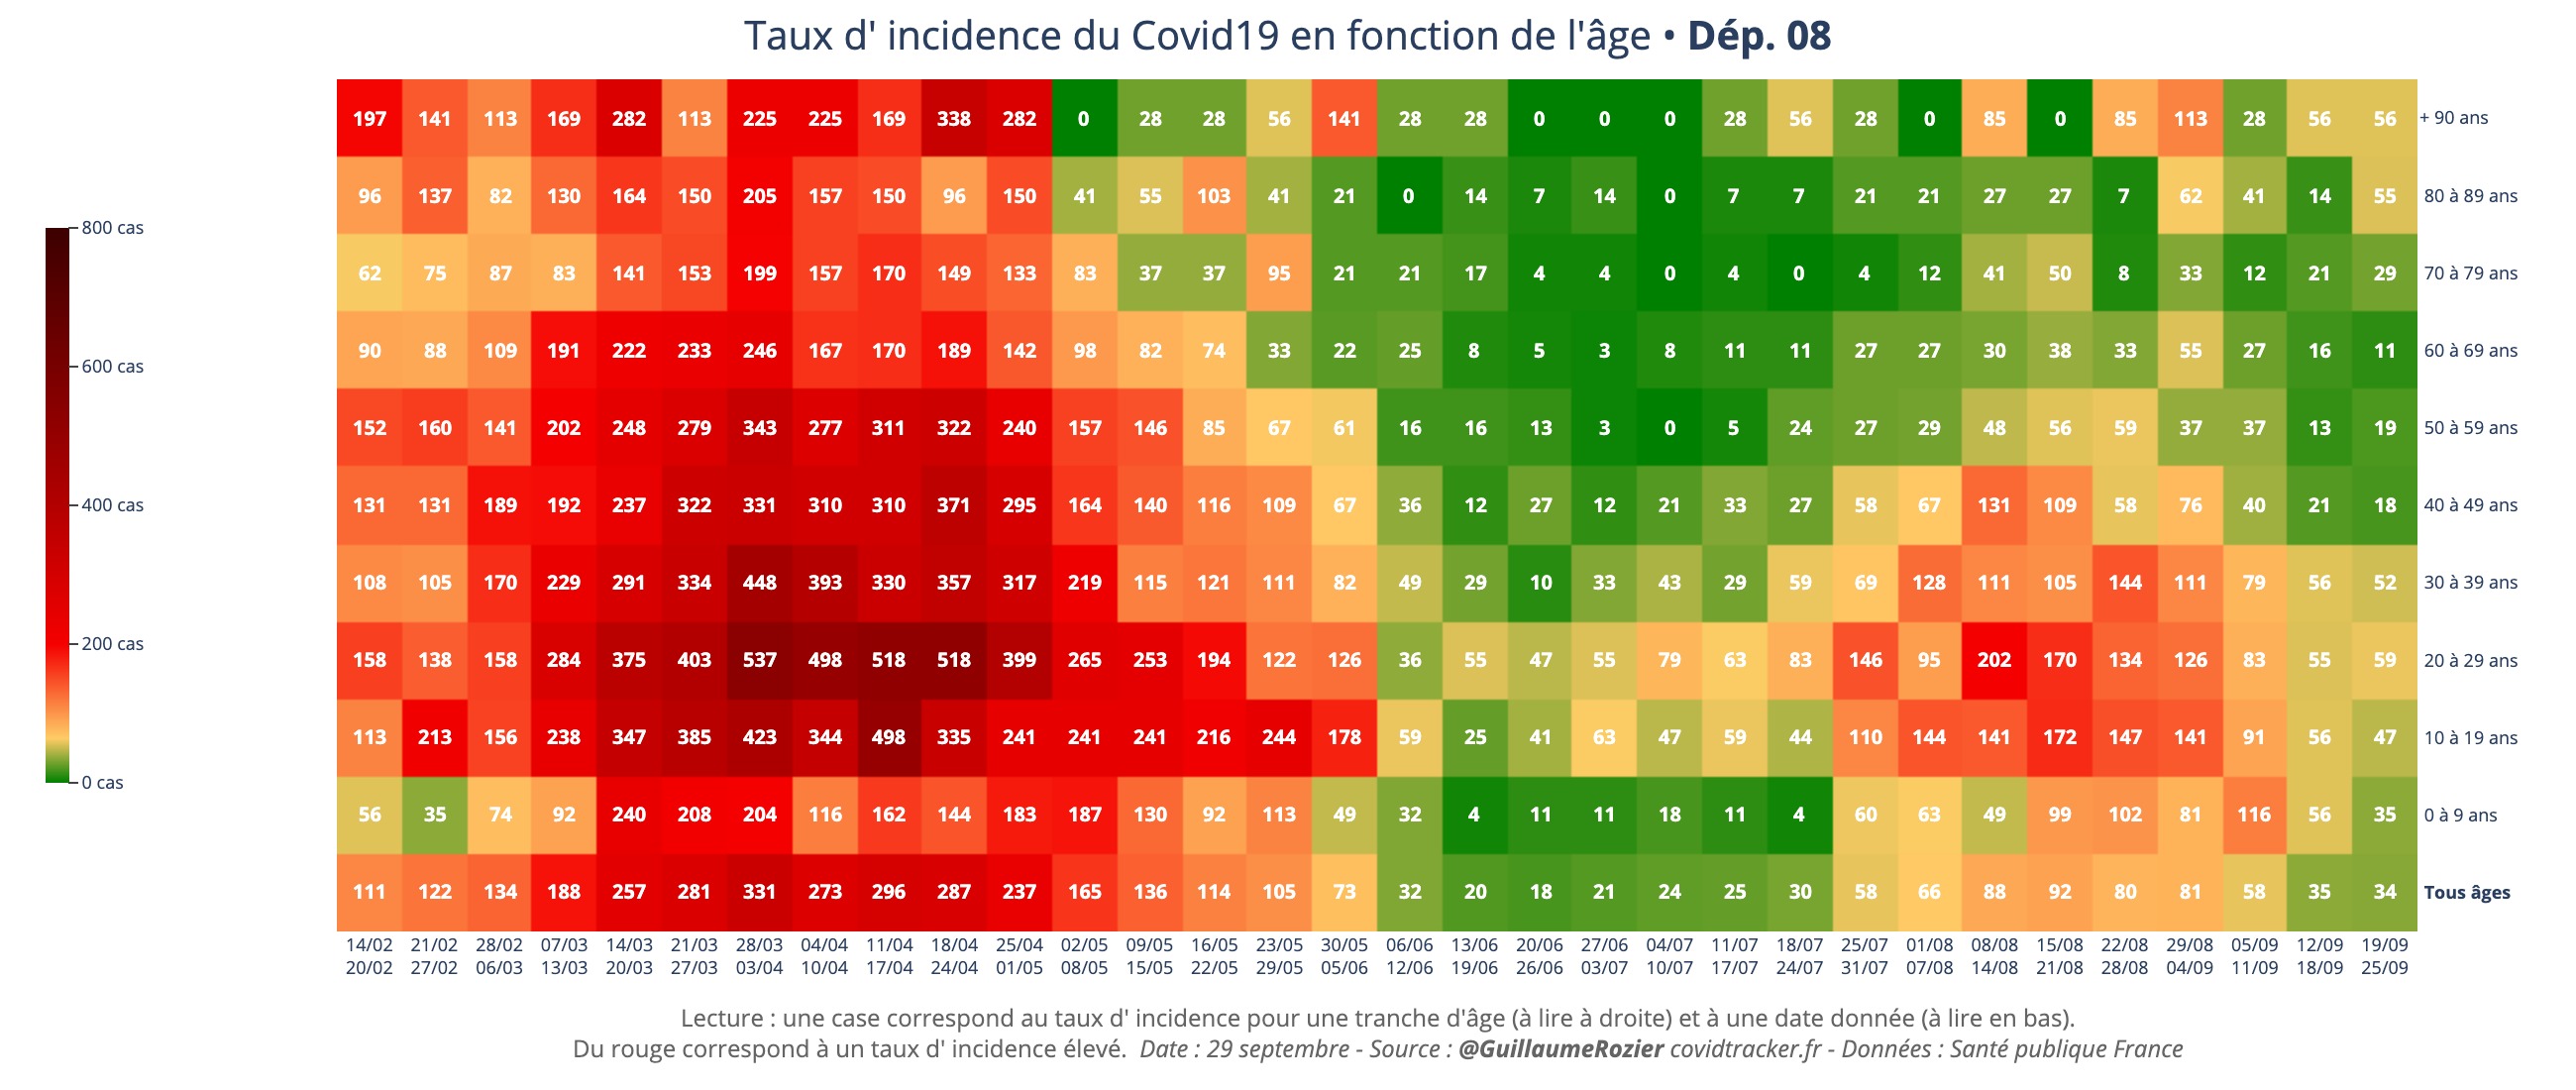 Taux d' incidence du Covid19 en fonction de l'âge • Dép. 08
197 141 113 169 282 113 225 225 169 338 282 0 28 28 56 141 28 28 0 0 0 28 56 28 0 85 0 85 113 28 56 56 + 90 ans
96 137 82 130 164 150 205 157 150 96 150 41 55 103 41 21 0 14 7 14 0 7 7 21 21 27 27 7 62 41 14 55 80 à 89 ans
800 cas
62 75 87 83 141 153 199 157 170 149 133 83 37 37 95 21 21 17 4 4 0 4 0 4 12 41 50 8 33 12 21 29 70 à 79 ans
90 88 109 191 222 233 246 167 170 189 142 98 82 74 33 22 25 8 5 3 8 11 11 27 27 30 38 33 55 27 16 11 60 à 69 ans
600 cas
152 160 141 202 248 279 343 277 311 322 240 157 146 85 67 61 16 16 13 3 0 5 24 27 29 48 56 59 37 37 13 19 50 à 59 ans
400 cas
131 131 189 192 237 322 331 310 310 371 295 164 140 116 109 67 36 12 27 12 21 33 27 58 67 131 109 58 76 40 21 18 40 à 49 ans
108 105 170 229 291 334 448 393 330 357 317 219 115 121 111 82 49 29 10 33 43 29 59 69 128 111 105 144 111 79 56 52 30 à 39 ans
200 cas
158 138 158 284 375 403 537 498 518 518 399 265 253 194 122 126 36 55 47 55 79 63 83 146 95 202 170 134 126 83 55 59 20 à 29 ans
113 213 156 238 347 385 423 344 498 335 241 241 241 216 244 178 59 25 41 63 47 59 44 110 144 141 172 147 141 91 56 47 10 à 19 ans
0 cas
56 35 74 92 240 208 204 116 162 144 183 187 130 92 113 49 32 4 11 11 18 11 4 60 63 49 99 102 81 116 56 35 0 à 9 ans
111 122 134 188 257 281 331 273 296 287 237 165 136 114 105 73 32 20 18 21 24 25 30 58 66 88 92 80 81 58 35 34 Tous âges
14/02 21/02 28/02 07/03 14/03 21/03 28/03 04/04 11/04 18/04 25/04 02/05 09/05 16/05 23/05 30/05 06/06 13/06 20/06 27/06 04/07 11/07 18/07 25/07 01/08 08/08 15/08 22/08 29/08 05/09 12/09 19/09
20/02 27/02 06/03 13/03 20/03 27/03 03/04 10/04 17/04 24/04 01/05 08/05 15/05 22/05 29/05 05/06 12/06 19/06 26/06 03/07 10/07 17/07 24/07 31/07 07/08 14/08 21/08 28/08 04/09 11/09 18/09 25/09
Lecture : une case correspond au taux d' incidence pour une tranche d'âge (à lire à droite) et à une date donnée (à lire en bas).
Du rouge correspond à un taux d' incidence élevé. Date : 29 septembre - Source : @GuillaumeRozier covidtracker.fr - Données : Santé publique France